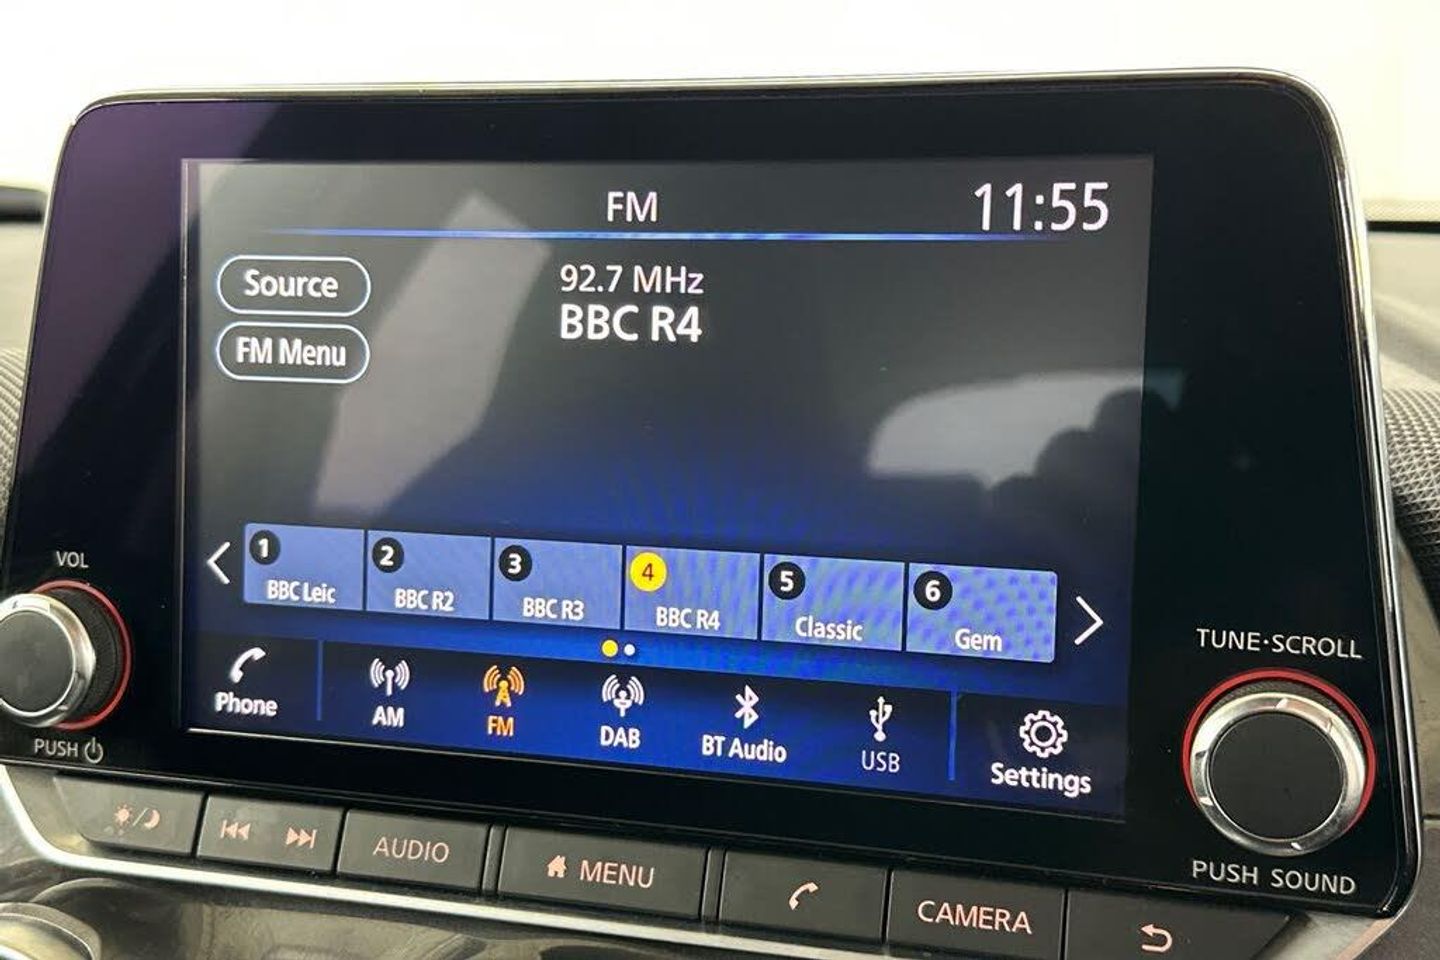 FM
11:55
Source
92.7 MHz
BBC R4
FM Menu
1
BBC Leic
2
BBC R2
3
BBC R3
4
BBC R4
5
Classic
6
Gem
Phone
AM
FM
DAB
BT Audio
USB
Settings
VOL
PUSH
TUNE·SCROLL
PUSH SOUND
AUDIO
MENU
CAMERA